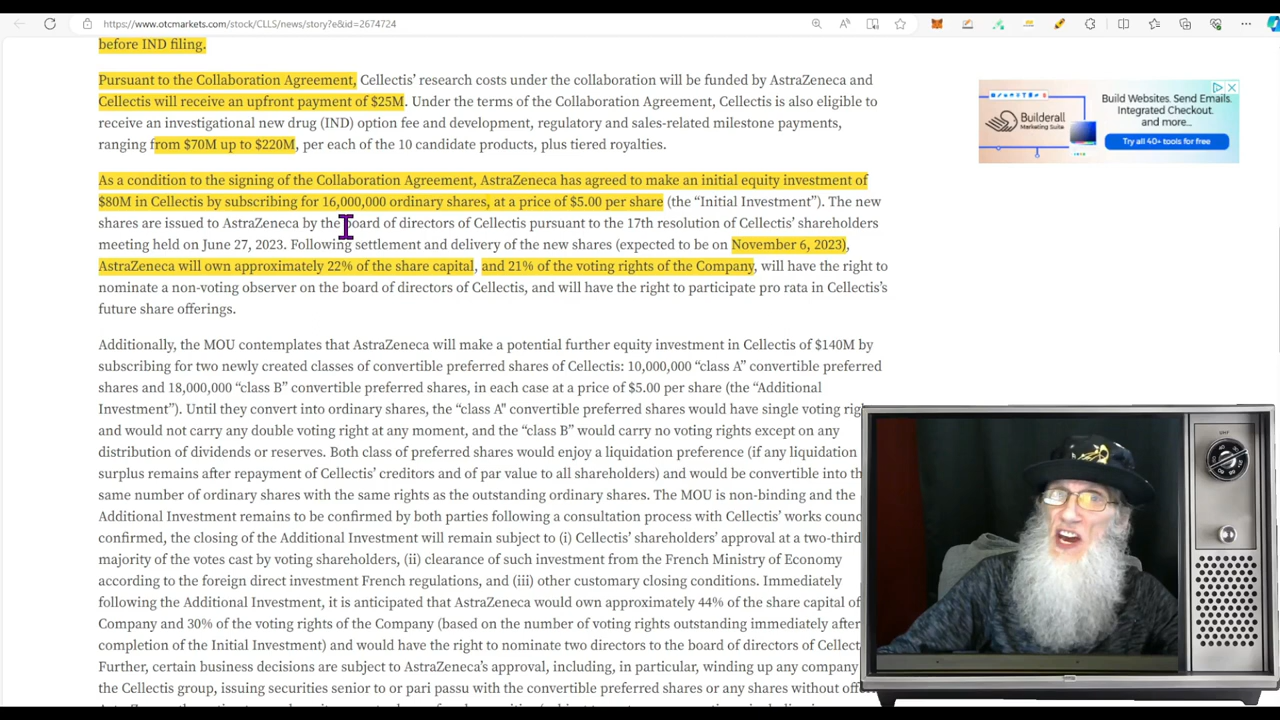 https://www.otcmarkets.com/stock/CLLS/news/story?e&id=2674724
before IND filing.
Pursuant to the Collaboration Agreement, Cellectis’ research costs under the collaboration will be funded by AstraZeneca and
Cellectis will receive an upfront payment of $25M. Under the terms of the Collaboration Agreement, Cellectis is also eligible to
receive an investigational new drug (IND) option fee and development, regulatory and sales-related milestone payments,
ranging from $70M up to $220M, per each of the 10 candidate products, plus tiered royalties.
As a condition to the signing of the Collaboration Agreement, AstraZeneca has agreed to make an initial equity investment of
$80M in Cellectis by subscribing for 16,000,000 ordinary shares, at a price of $5.00 per share (the “Initial Investment”). The new
shares are issued to AstraZeneca by the board of directors of Cellectis pursuant to the 17th resolution of Cellectis’ shareholders
meeting held on June 27, 2023. Following settlement and delivery of the new shares (expected to be on November 6, 2023),
AstraZeneca will own approximately 22% of the share capital, and 21% of the voting rights of the Company, will have the right to
nominate a non-voting observer on the board of directors of Cellectis, and will have the right to participate pro rata in Cellectis’s
future share offerings.
Additionally, the MOU contemplates that AstraZeneca will make a potential further equity investment in Cellectis of $140M by
subscribing for two newly created classes of convertible preferred shares of Cellectis: 10,000,000 “class A” convertible preferred
shares and 18,000,000 “class B” convertible preferred shares, in each case at a price of $5.00 per share (the “Additional
Investment”). Until they convert into ordinary shares, the “class A" convertible preferred shares would have single voting
and would not carry any double voting right at any moment, and the “class B” would carry no voting rights except on any
distribution of dividends or reserves. Both class of preferred shares would enjoy a liquidation preference (if any liquidation
surplus remains after repayment of Cellectis’ creditors and of par value to all shareholders) and would be convertible into
same number of ordinary shares with the same rights as the outstanding ordinary shares. The MOU is non-binding and the
Additional Investment remains to be confirmed by both parties following a consultation process with Cellectis’ works
confirmed, the closing of the Additional Investment will remain subject to (i) Cellectis’ shareholders’ approval at a two-third
majority of the votes cast by voting shareholders, (ii) clearance of such investment from the French Ministry of Economy
according to the foreign direct investment French regulations, and (iii) other customary closing conditions. Immediately
following the Additional Investment, it is anticipated that AstraZeneca would own approximately 44% of the share capital of
Company and 30% of the voting rights of the Company (based on the number of voting rights outstanding immediately after
completion of the Initial Investment) and would have the right to nominate two directors to the board of directors of
Further, certain business decisions are subject to AstraZeneca’s approval, including, in particular, winding up any company
the Cellectis group, issuing securities senior to or pari passu with the convertible preferred shares or any shares without
Builderall
Marketing Suite
Build Websites. Send Emails.
Integrated Checkout.
and more...
Try all 40+ tools for free